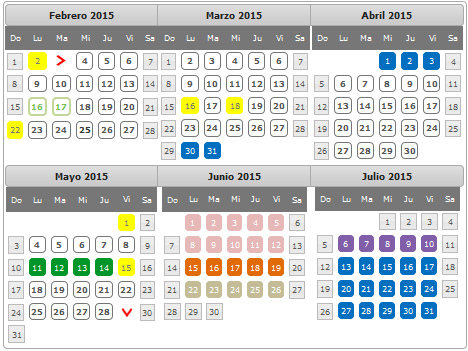 Febrero 2015
Do Lu Ma Mi Ju Vi Sa
1 2 4 5 6 7
8 9 10 11 12 13 14
15 16 17 18 19 20 21
22 23 24 25 26 27 28
Marzo 2015
Do Lu Ma Mi Ju Vi Sa
1 2 3 4 5 6 7
8 9 10 11 12 13 14
15 16 17 18 19 20 21
22 23 24 25 26 27 28
29 30 31
Abril 2015
Do Lu Ma Mi Ju Vi Sa
1 2 3 4
5 6 7 8 9 10 11
12 13 14 15 16 17 18
19 20 21 22 23 24 25
26 27 28 29 30
Mayo 2015
Do Lu Ma Mi Ju Vi Sa
1 2
3 4 5 6 7 8 9
10 11 12 13 14 15 16
17 18 19 20 21 22 23
24 25 26 27 28 30
31
Junio 2015
Do Lu Ma Mi Ju Vi Sa
1 2 3 4 5 6
7 8 9 10 11 12 13
14 15 16 17 18 19 20
21 22 23 24 25 26 27
28 29 30
Julio 2015
Do Lu Ma Mi Ju Vi Sa
1 2 3 4
5 6 7 8 9 10 11
12 13 14 15 16 17 18
19 20 21 22 23 24 25
26 27 28 29 30 31